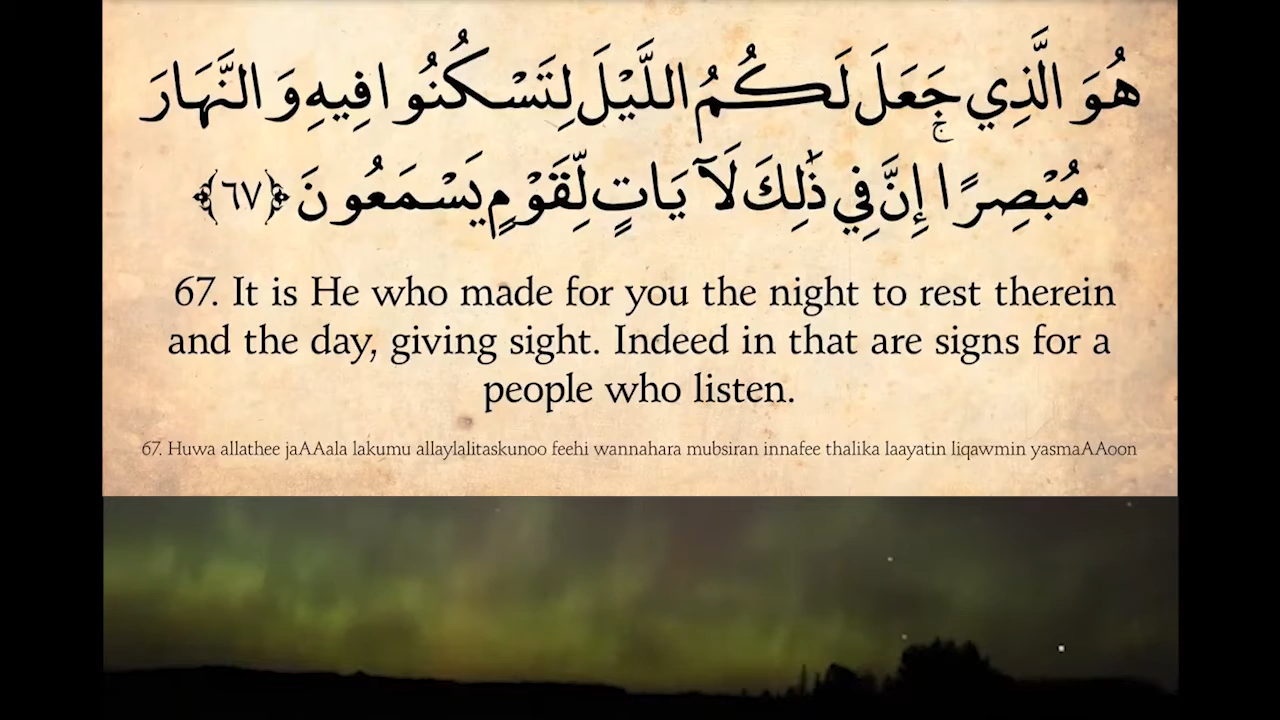 هُوَ الَّذِي جَعَلَ لَكُمُ اللَّيْلَ لِتَسْكُنُوا فِيهِ وَالنَّهَارَ
مُبْصِرًا ۚ إِنَّ فِي ذَٰلِكَ لَآيَاتٍ لِّقَوْمٍ يَسْمَعُونَ ﴿٦٧﴾
67. It is He who made for you the night to rest therein
and the day, giving sight. Indeed in that are signs for a
people who listen.
67. Huwa allathee jaAAala lakumu allaylalitaskunoo feehi wannahara mubsiran innafee thalika laayatin liqawmin yasmaAAoon